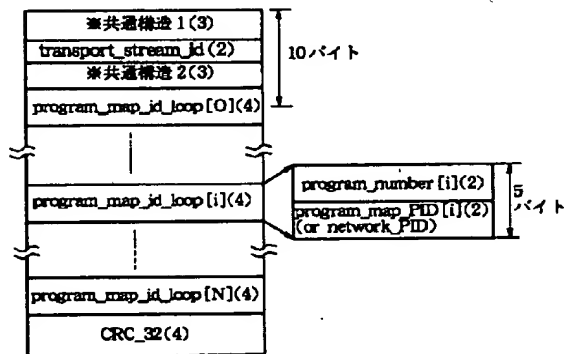 ※共通構造1(3)
transport_stream_id(2)
※共通構造2(3)
program_map_id_loop[0](4)
10バイト
program_map_id_loop[i](4)
program_number[i](2)
program_map_PID[i](2)
(or network_PID)
5
バイト
program_map_id_loop[N](4)
CRC_32(4)